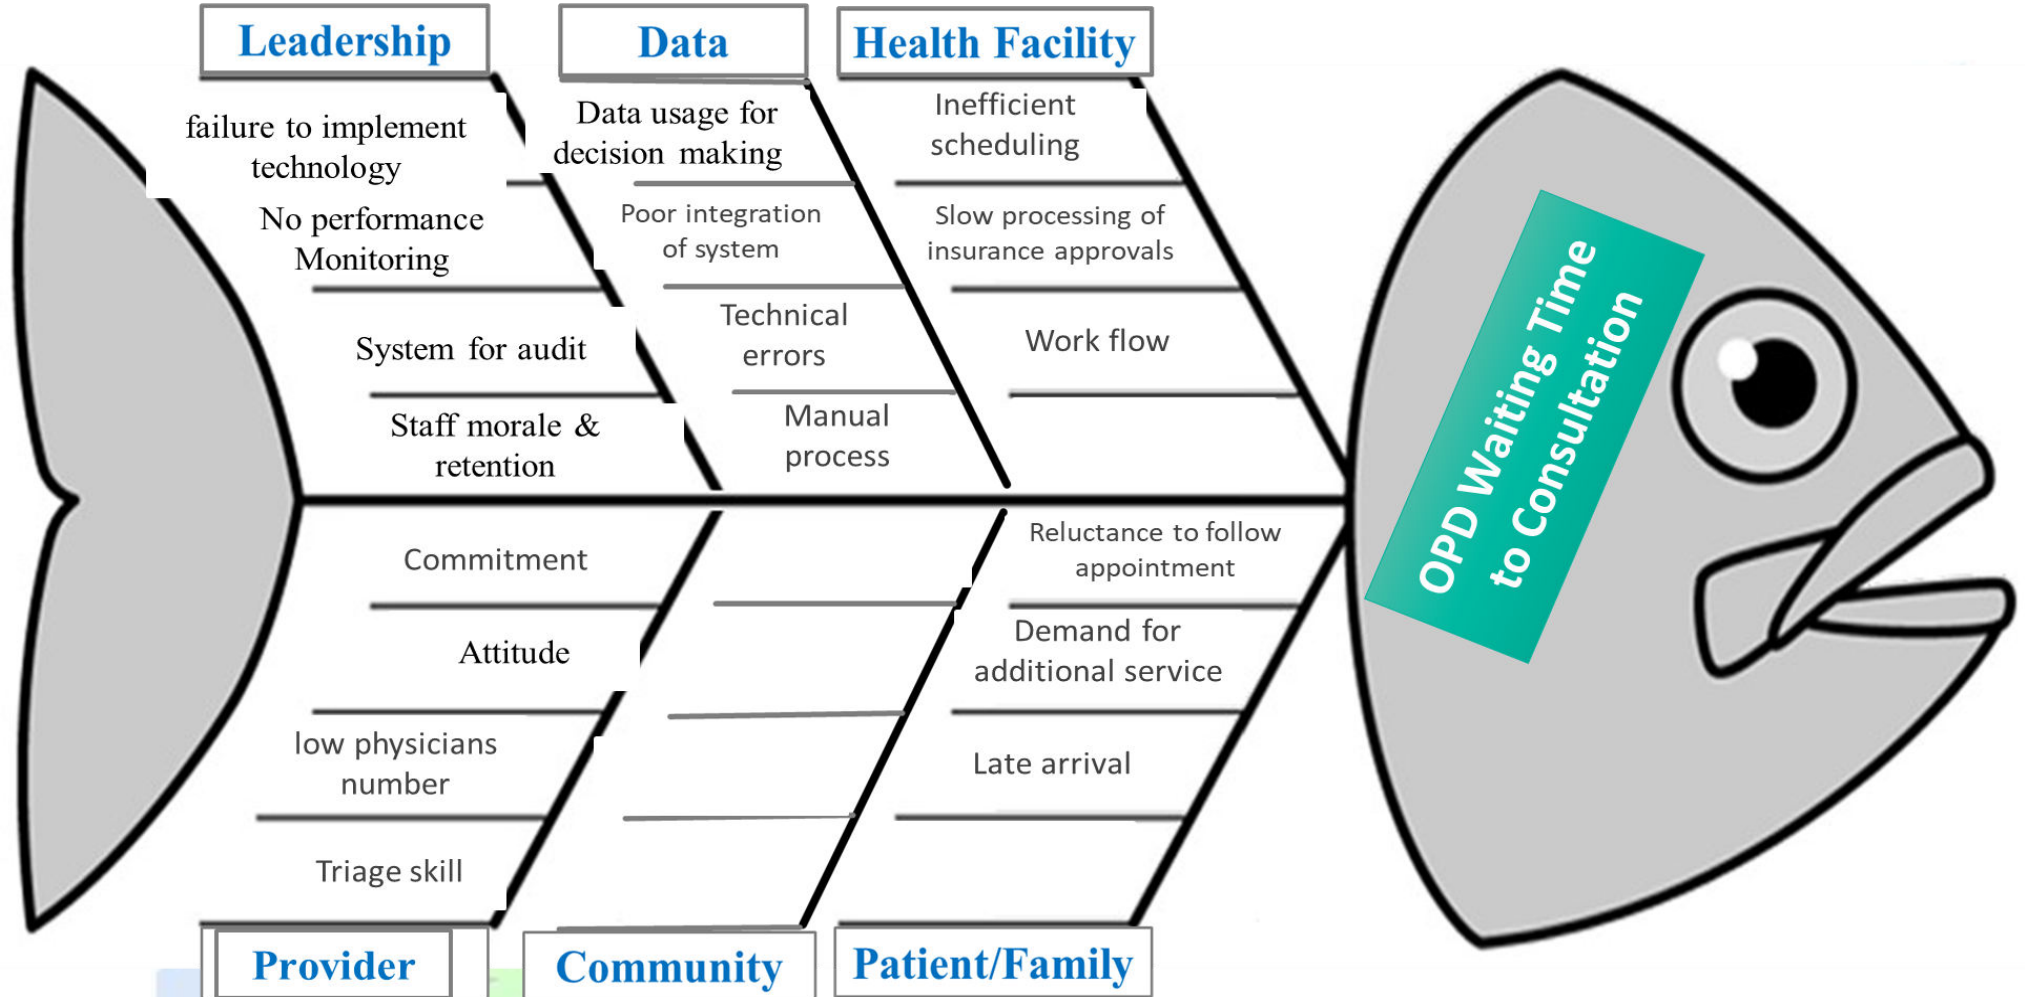 Leadership
failure to implement
technology
No performance
Monitoring
System for audit
Staff morale &
retention
Data
Data usage for
decision making
Poor integration
of system
Technical
errors
Manual
process
Health Facility
Inefficient
scheduling
Slow processing of
insurance approvals
Work flow
OPD Waiting Time
to Consultation
Commitment
Attitude
low physicians
number
Triage skill
Provider
Community
Reluctance to follow
appointment
Demand for
additional service
Late arrival
Patient/Family